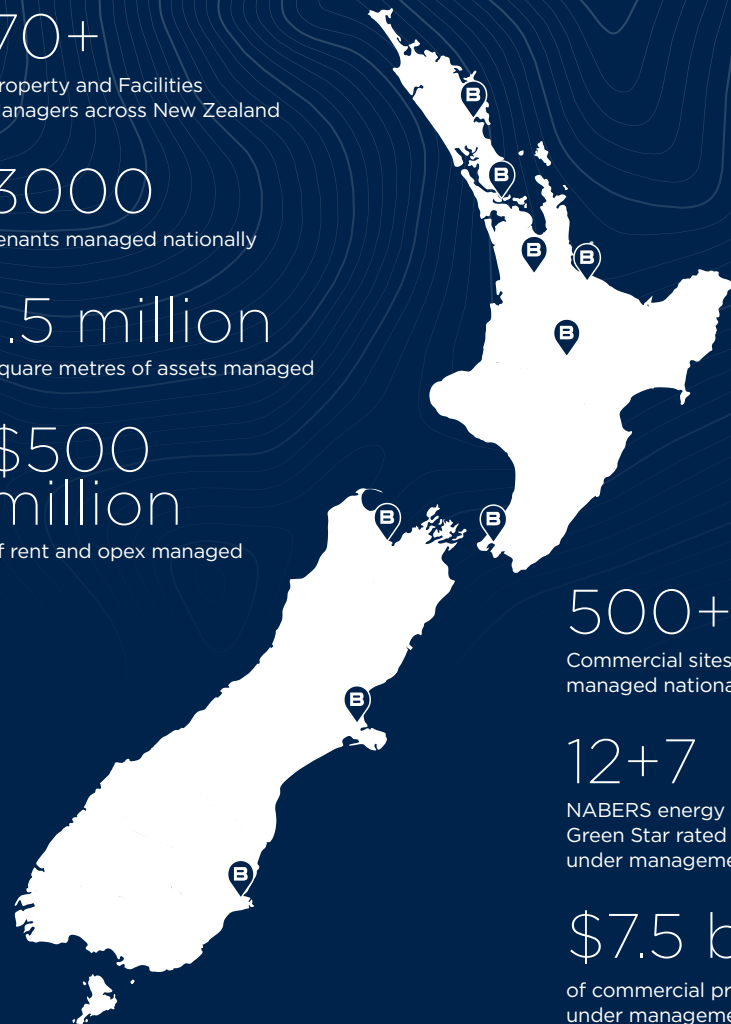 70+
roperty and Facilities
anagers across New Zealand
3000
enants managed nationally
.5 million
quare metres of assets managed
$500
million
f rent and opex managed
B
B
B
B
B
B
B
B
B
500+
Commercial sites
managed nationa
12+7
NABERS energy
Green Star rated
under manageme
$7.5 b
of commercial pr
under manageme